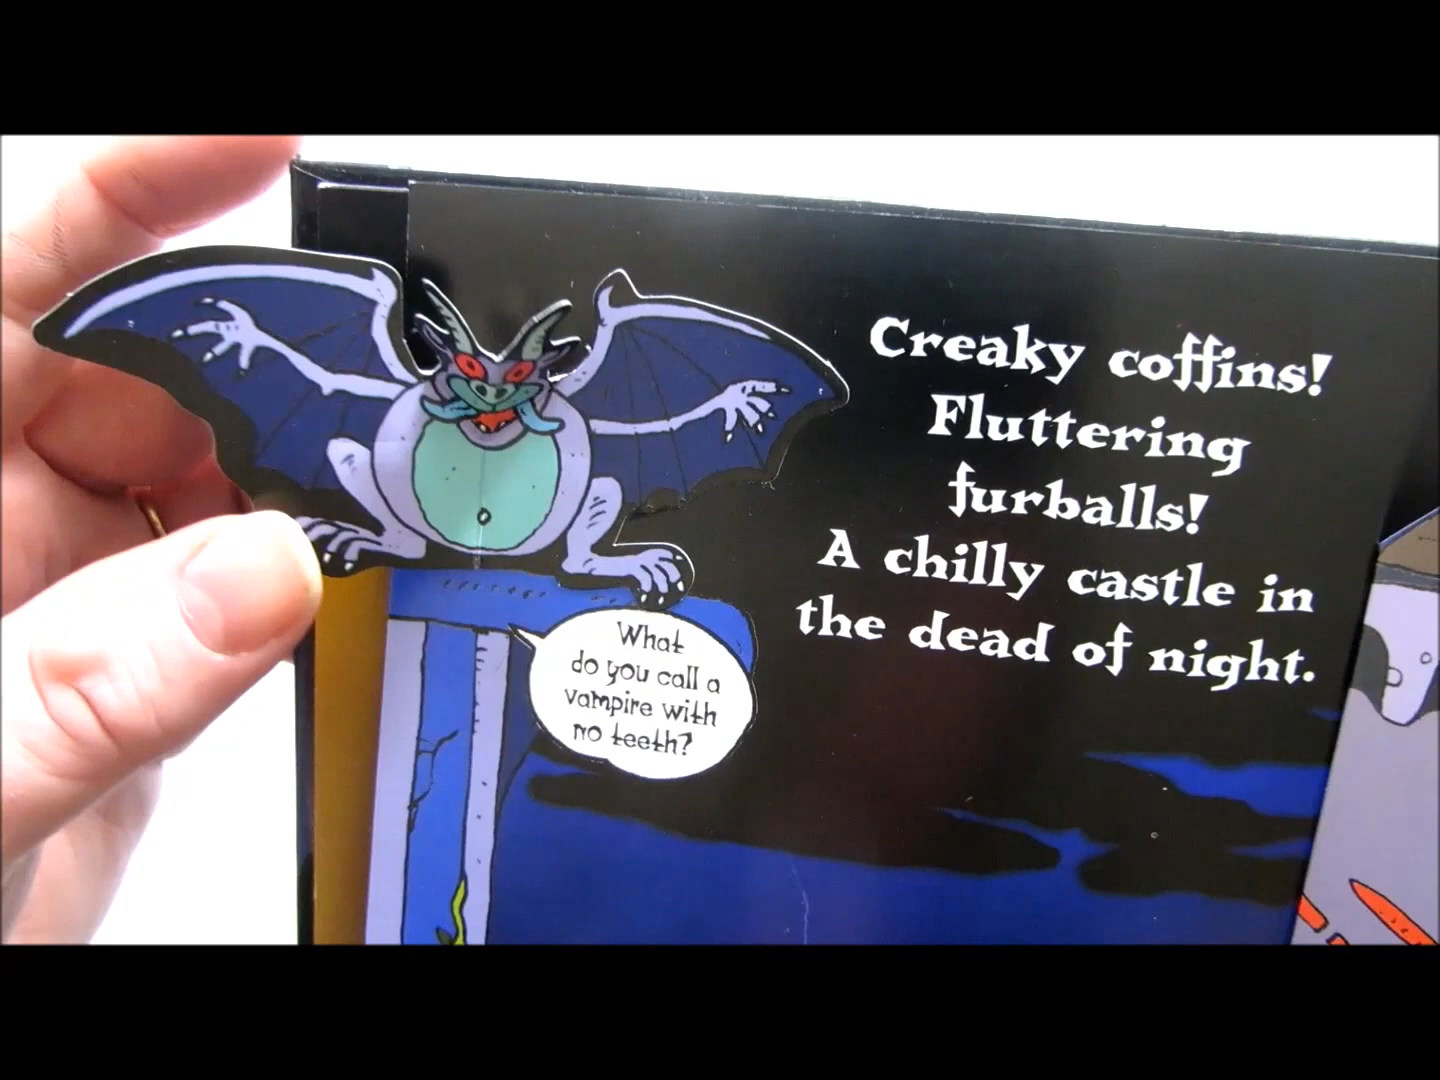 Creaky coffins!
Fluttering
furballs!
A chilly castle in
the dead of night.
What
do you call a
vampire with
no teeth?